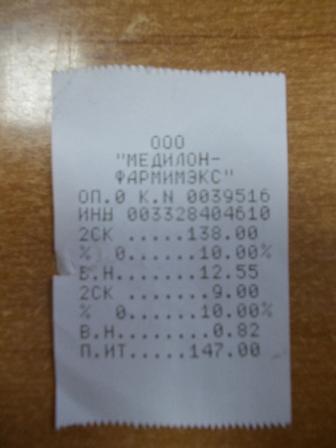 ООО
"МЕДИЛОН-
ФАРМИМЭКС"
ОП.0 К.N 0039516
ИНН 003328404610
2СК .....138.00
% 0......10.00%
В.Н.......12.55
2СК .......9.00
% 0......10.00%
В.Н........0.82
П.ИТ.....147.00